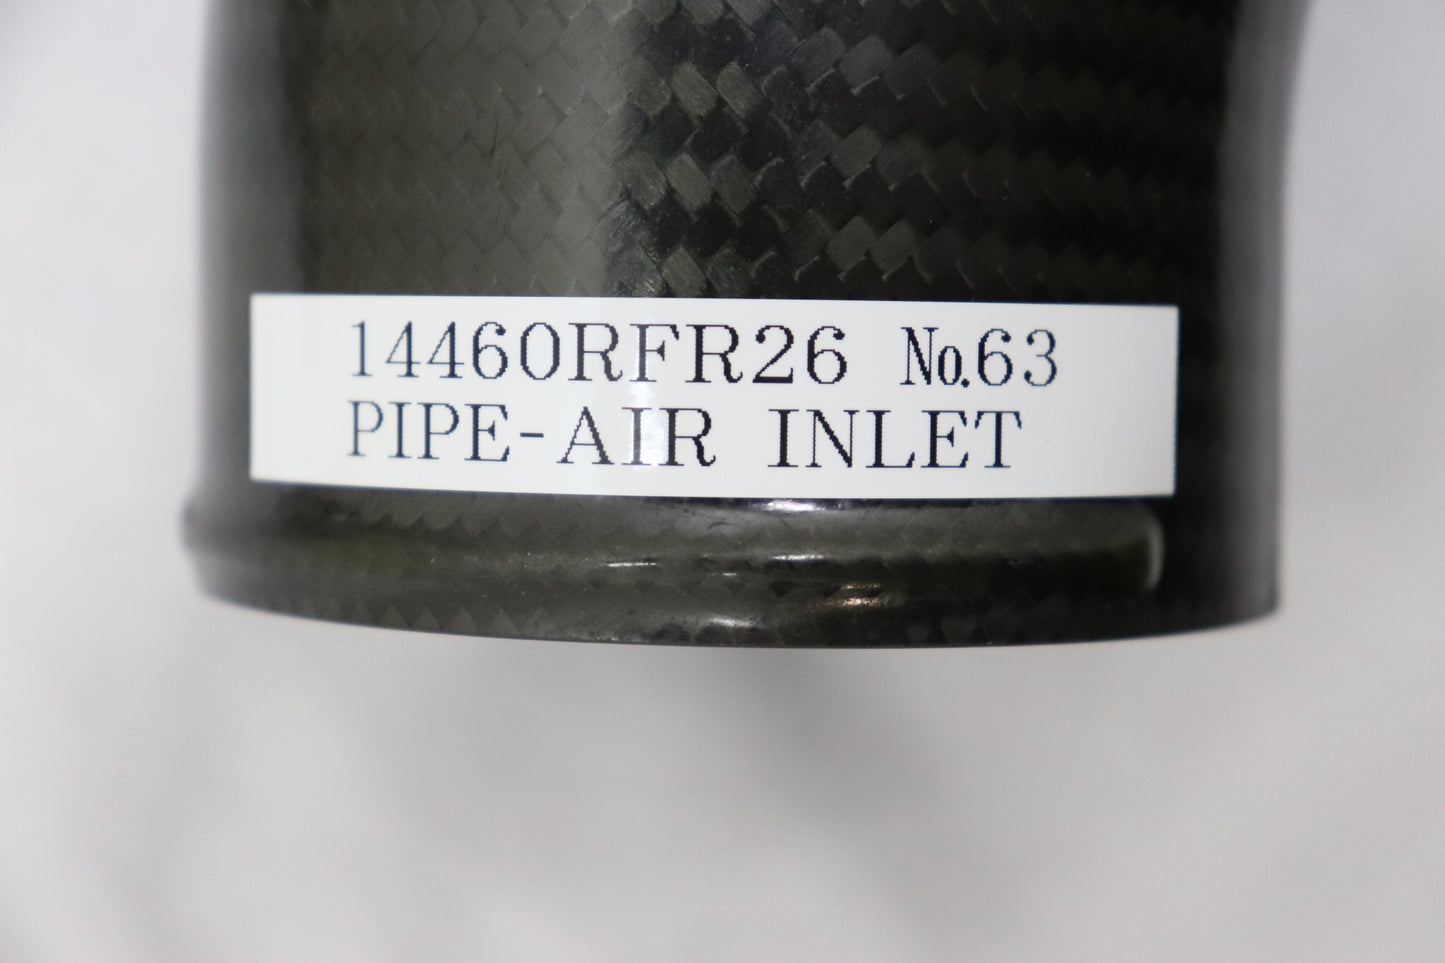 14460RFR26 №.63
PIPE-AIR INLET